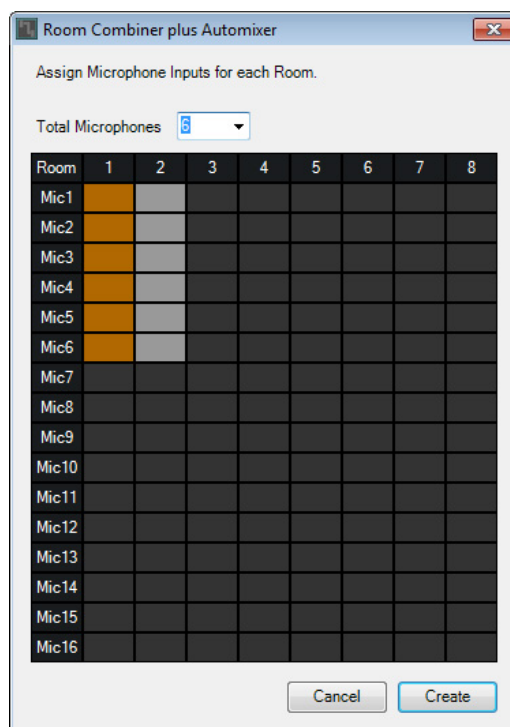 Room Combiner plus Automixer
Assign Microphone Inputs for each Room.
Total Microphones 6
Room 1 2 3 4 5 6 7 8
Mic1
Mic2
Mic3
Mic4
Mic5
Mic6
Mic7
Mic8
Mic9
Mic10
Mic11
Mic12
Mic13
Mic14
Mic15
Mic16
Cancel Create